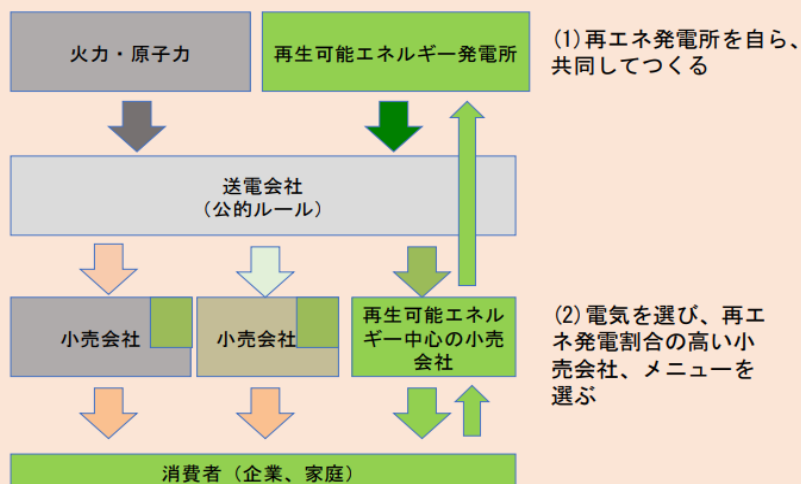 火力・原子力
再生可能エネルギー発電所
(1)再エネ発電所を自ら、
共同してつくる
送電会社
(公的ルール)
小売会社
小売会社
再生可能エネル
ギー中心の小売
会社
(2)電気を選び、再エ
ネ発電割合の高い小
売会社、メニューを
選ぶ
消費者(企業、家庭)